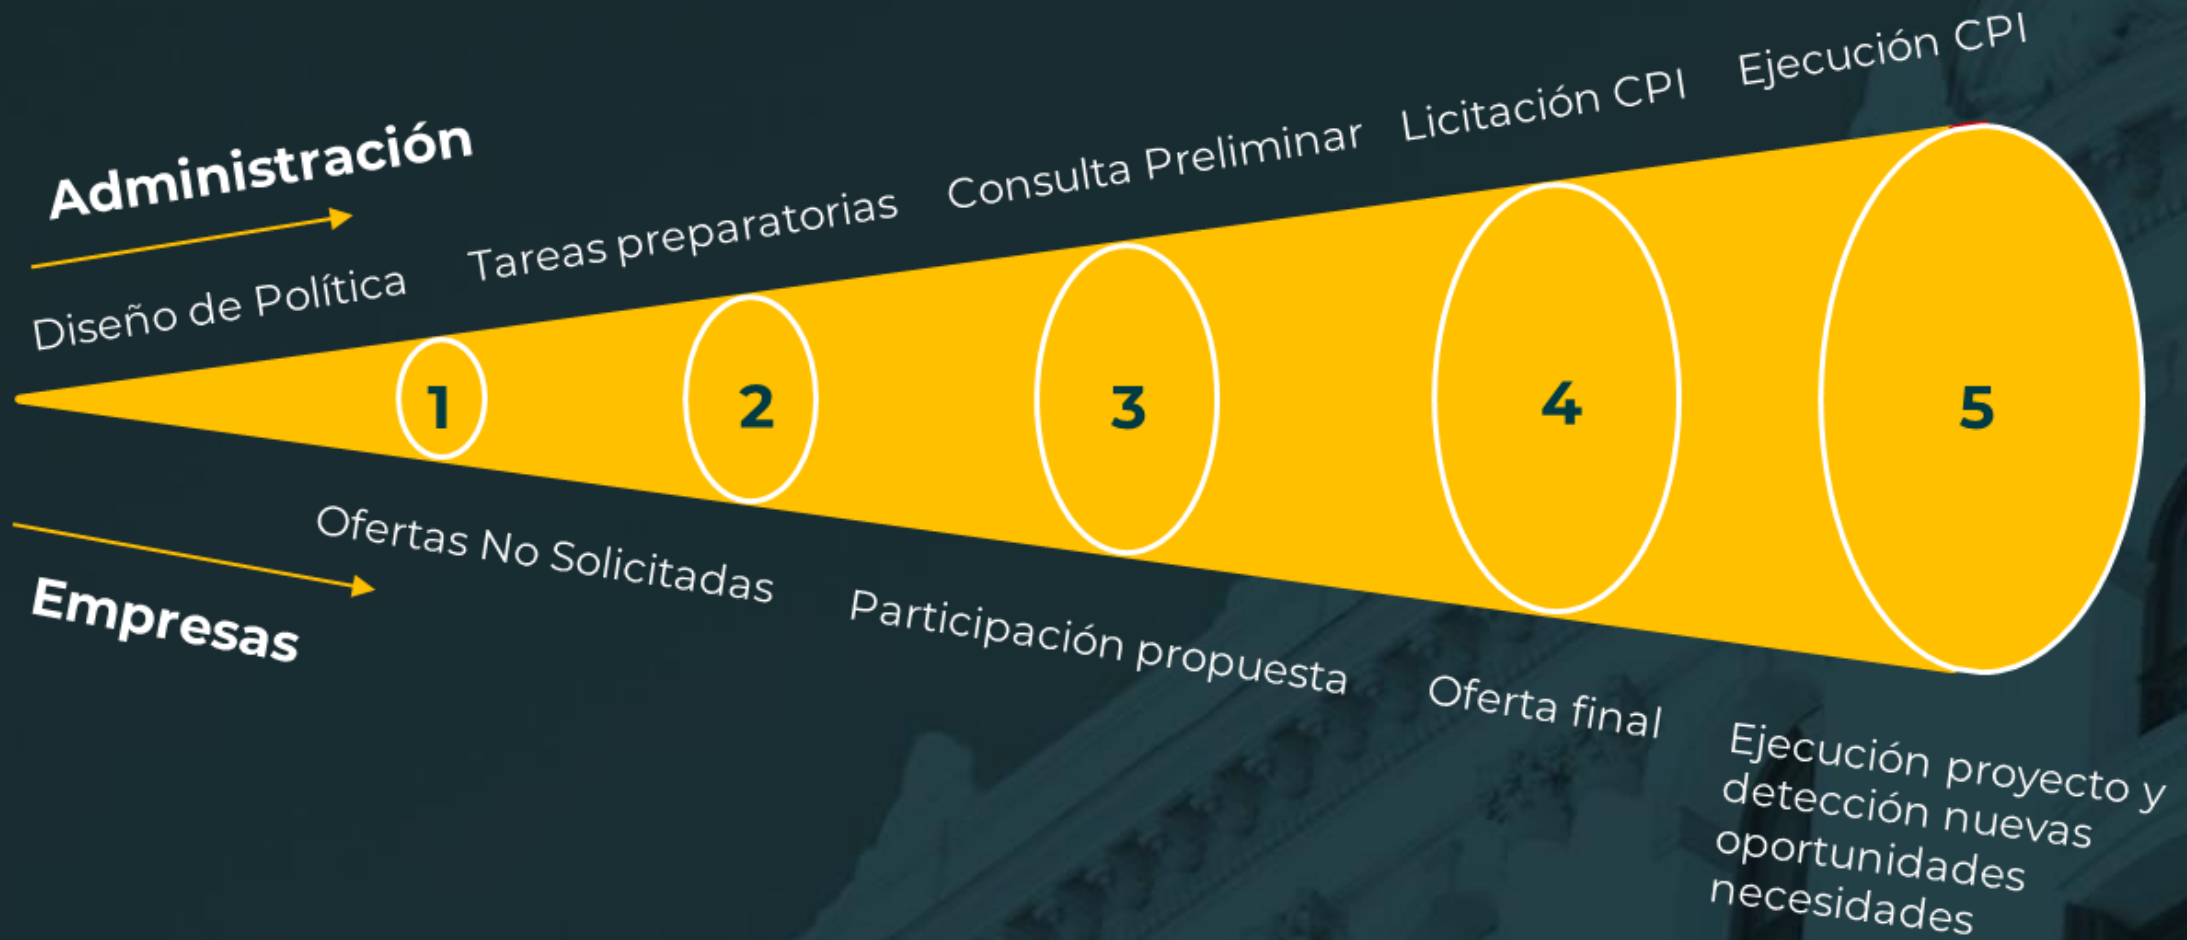 Administración
Diseño de Política
Tareas preparatorias
Consulta Preliminar
Licitación CPI
Ejecución CPI
1
2
3
4
5
Empresas
Ofertas No Solicitadas
Participación propuesta
Oferta final
Ejecución proyecto y
detección nuevas
oportunidades
necesidades